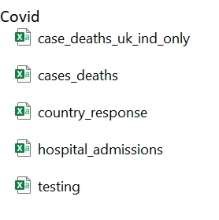 Covid
case_deaths_uk_ind_only
cases_deaths
country_response
hospital_admissions
testing